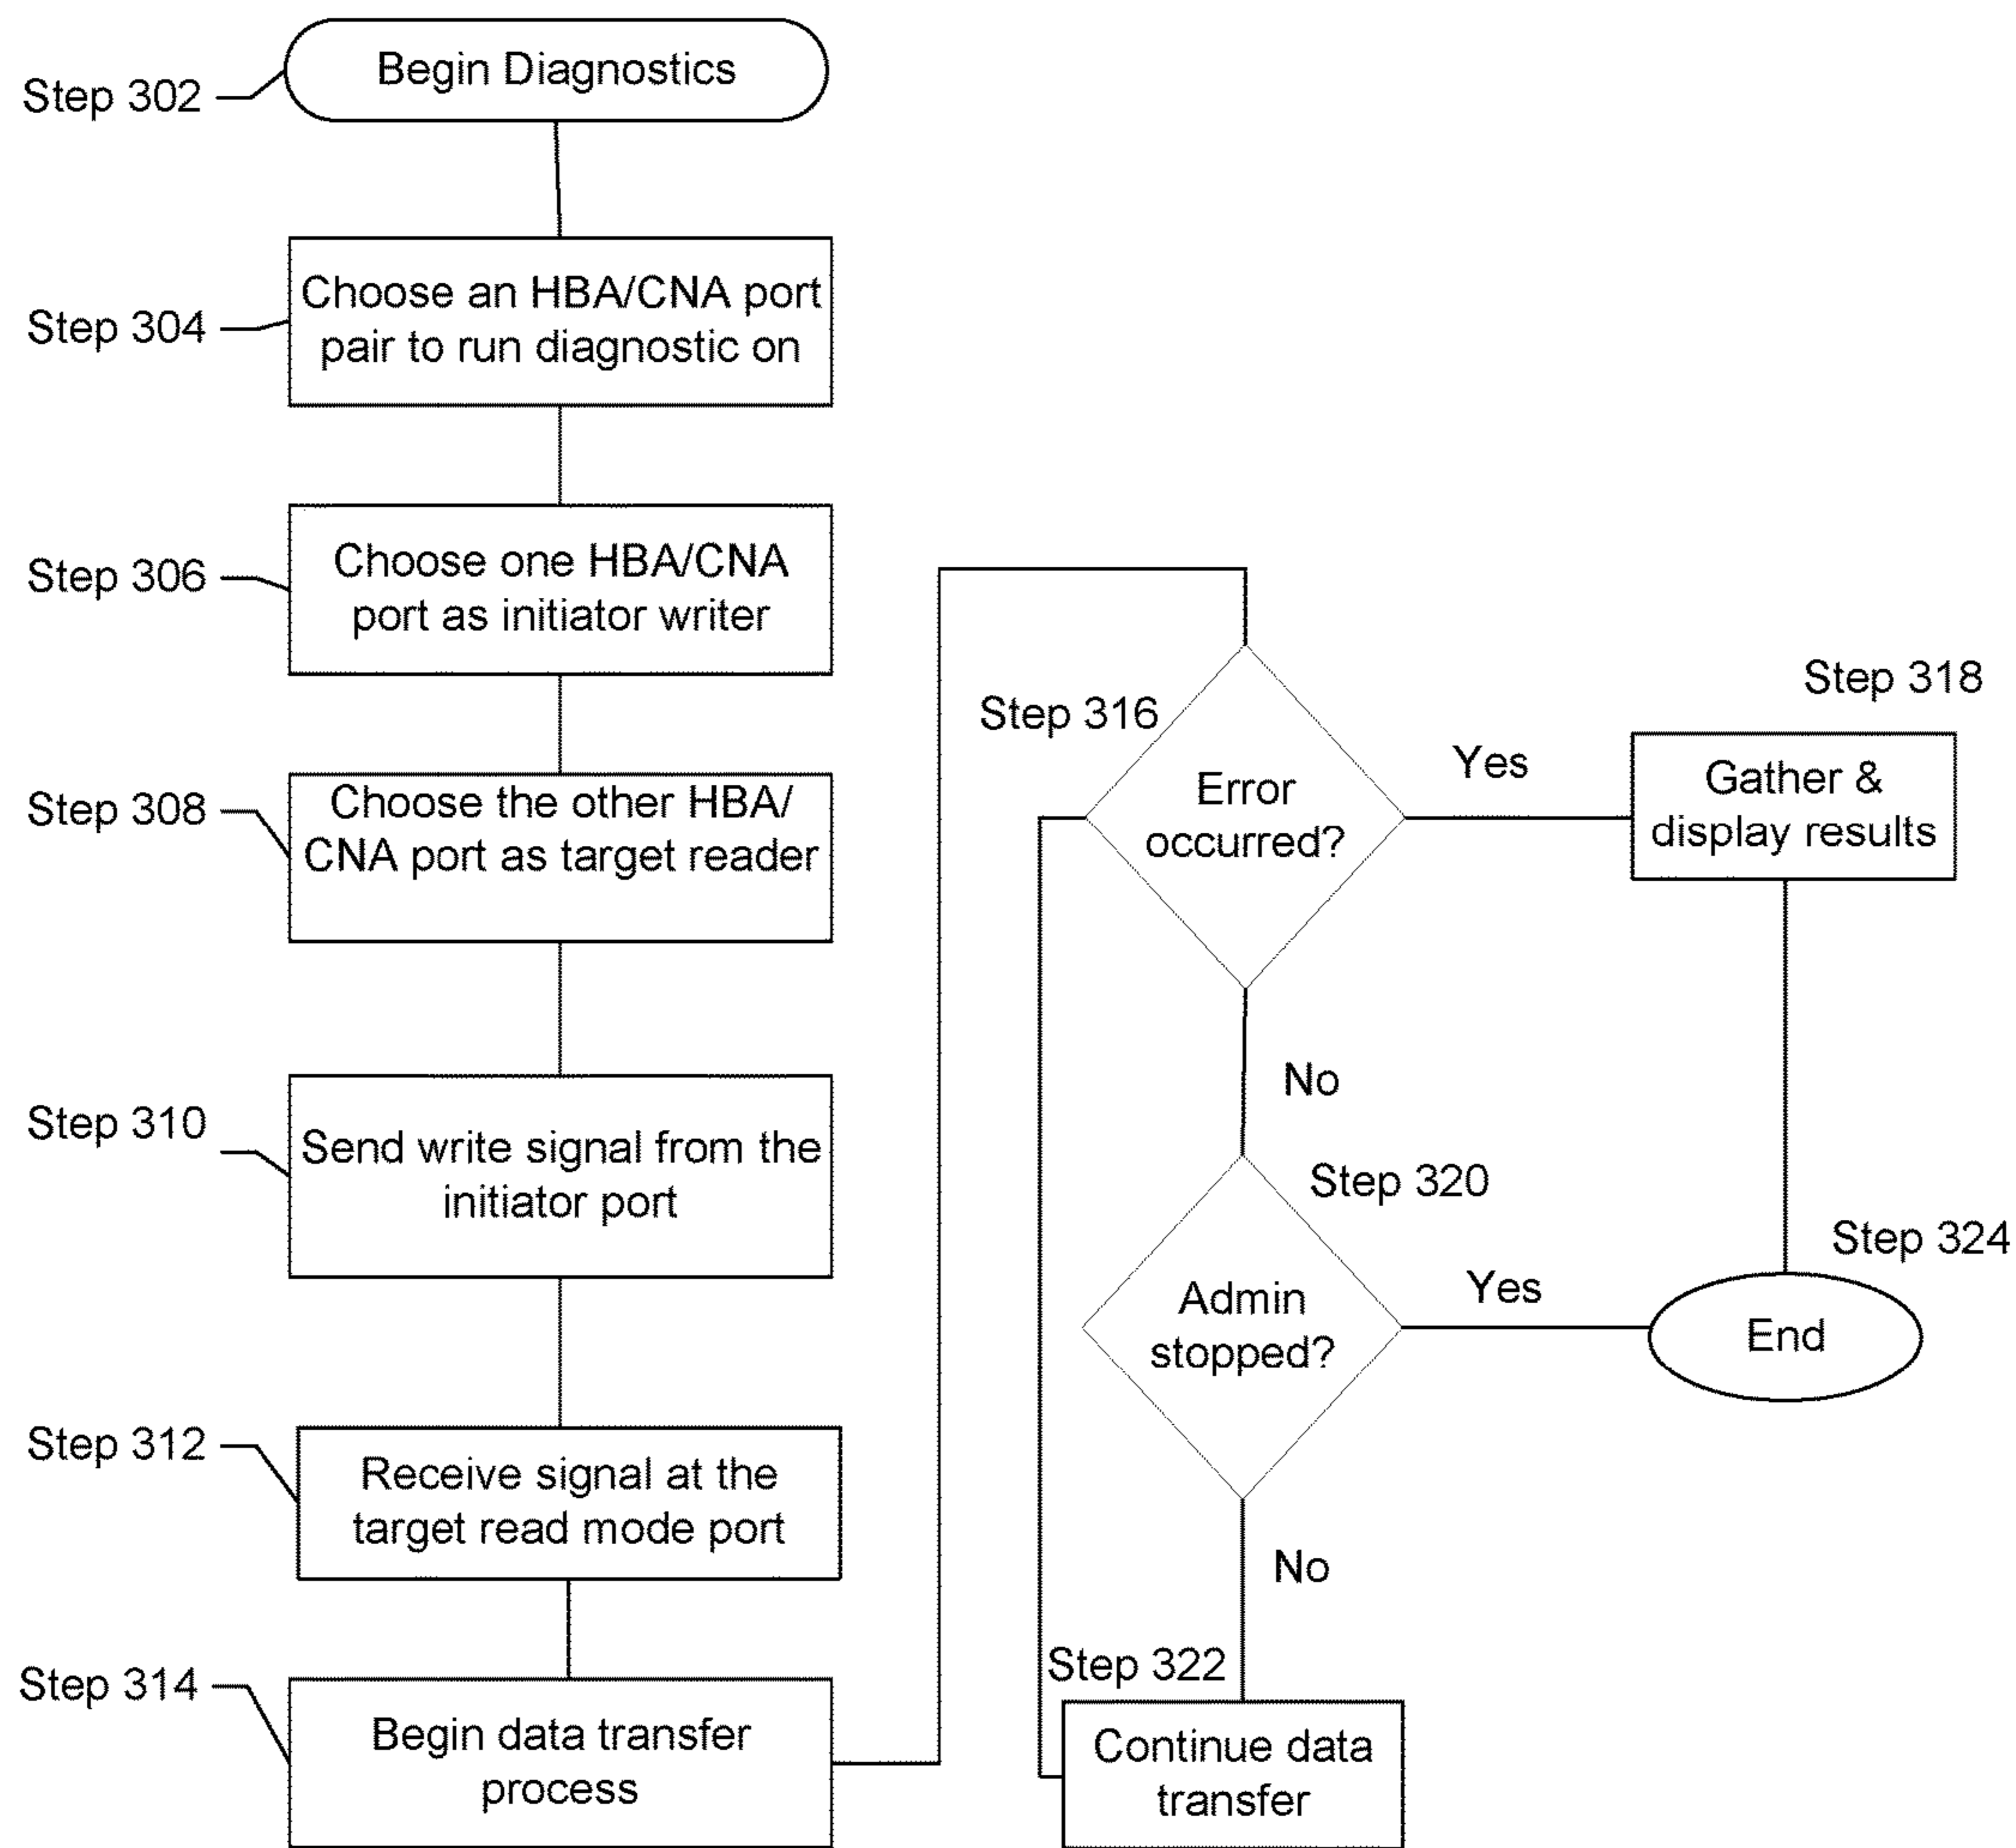 Step 302
Begin Diagnostics
Step 304
Choose an HBA/CNA port
pair to run diagnostic on
Step 306
Choose one HBA/CNA
port as initiator writer
Step 308
Choose the other HBA/
CNA port as target reader
Step 310
Send write signal from the
initiator port
Step 312
Receive signal at the
target read mode port
Step 314
Begin data transfer
process
Step 316
Error
occurred?
Yes
Step 318
Gather &
display results
No
Step 320
Admin
stopped?
Yes
Step 324
End
No
Step 322
Continue data
transfer